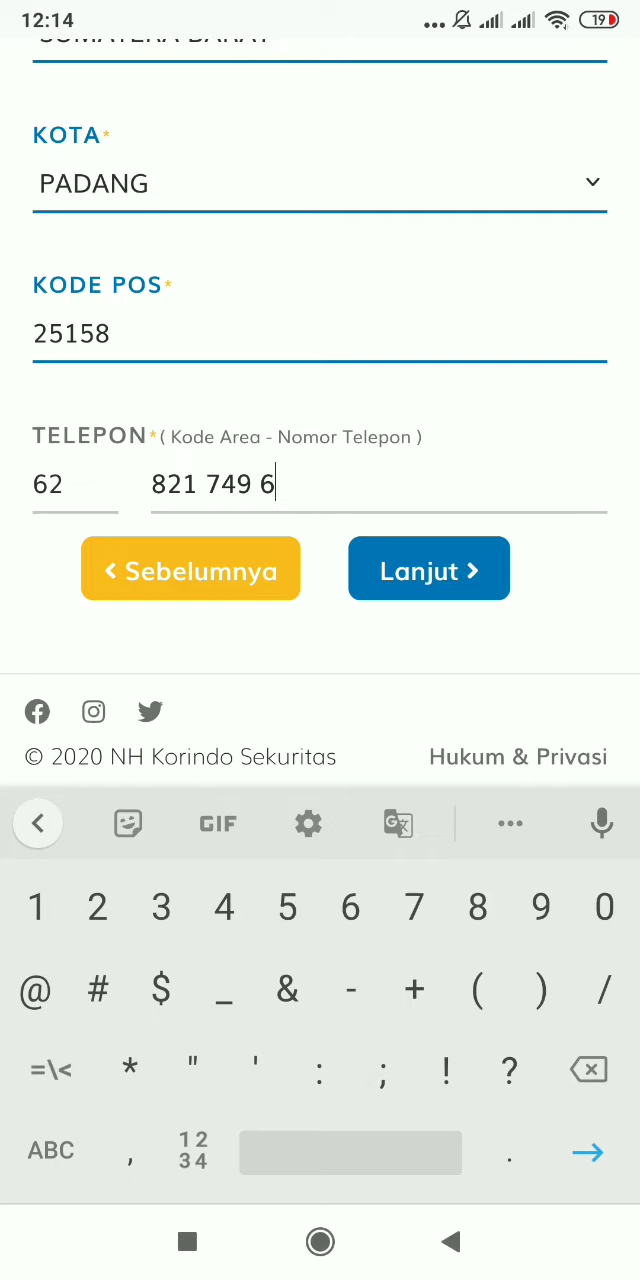 12:14
19
SUMATERA BARAT
KOTA*
PADANG
KODE POS*
25158
TELEPON*( Kode Area - Nomor Telepon )
62 821 749 6
Sebelumnya Lanjut
© 2020 NH Korindo Sekuritas Hukum & Privasi
GIF
1 2 3 4 5 6 7 8 9 0
@ # $ _ & - + ( ) /
=\< * " ' : ; ! ?
ABC , 12 34 .